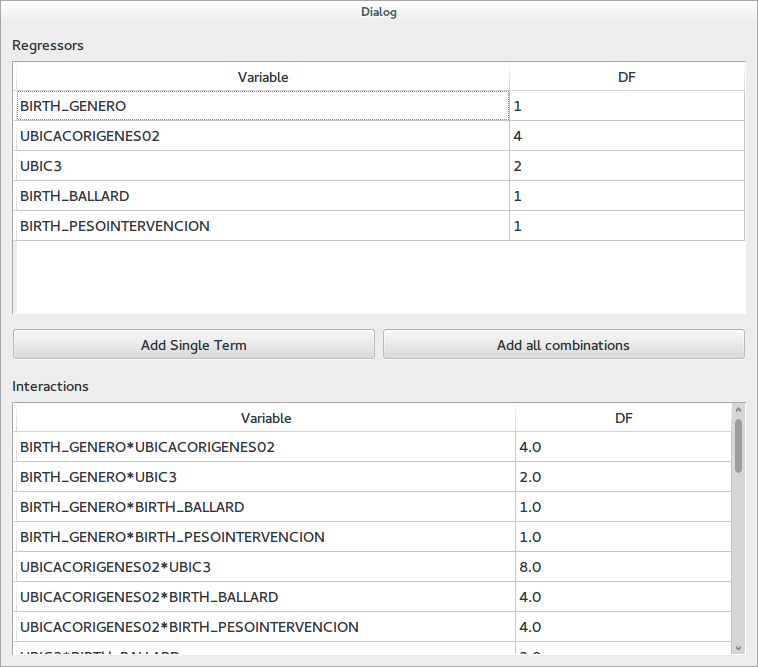 Dialog
Regressors
Variable DF
BIRTH_GENERO 1
UBICACORIGENES02 4
UBIC3 2
BIRTH_BALLARD 1
BIRTH_PESOINTERVENCION 1
Add Single Term Add all combinations
Interactions
Variable DF
BIRTH_GENERO*UBICACORIGENES02 4.0
BIRTH_GENERO*UBIC3 2.0
BIRTH_GENERO*BIRTH_BALLARD 1.0
BIRTH_GENERO*BIRTH_PESOINTERVENCION 1.0
UBICACORIGENES02*UBIC3 8.0
UBICACORIGENES02*BIRTH_BALLARD 4.0
UBICACORIGENES02*BIRTH_PESOINTERVENCION 4.0